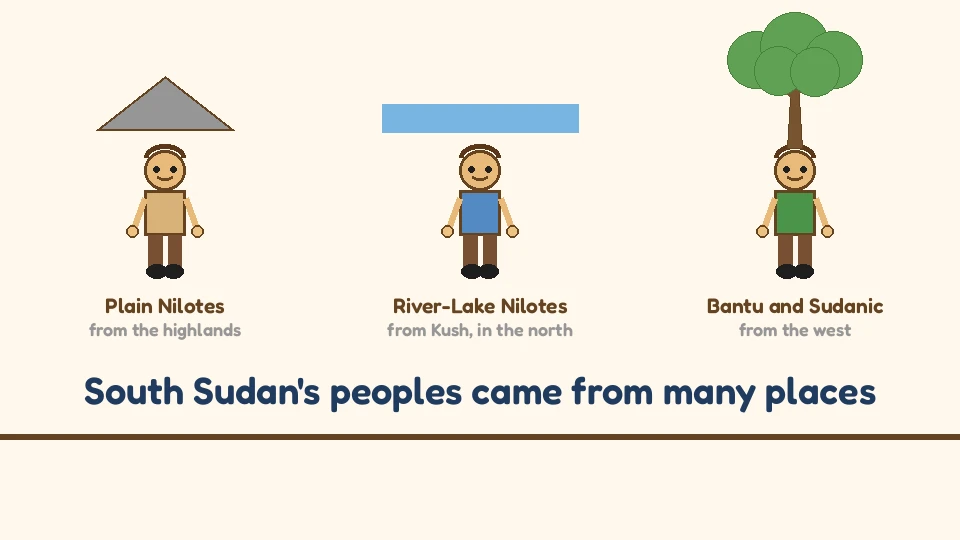 Plain Nilotes
from the highlands
River-Lake Nilotes
from Kush, in the north
Bantu and Sudanic
from the west
South Sudan's peoples came from many places